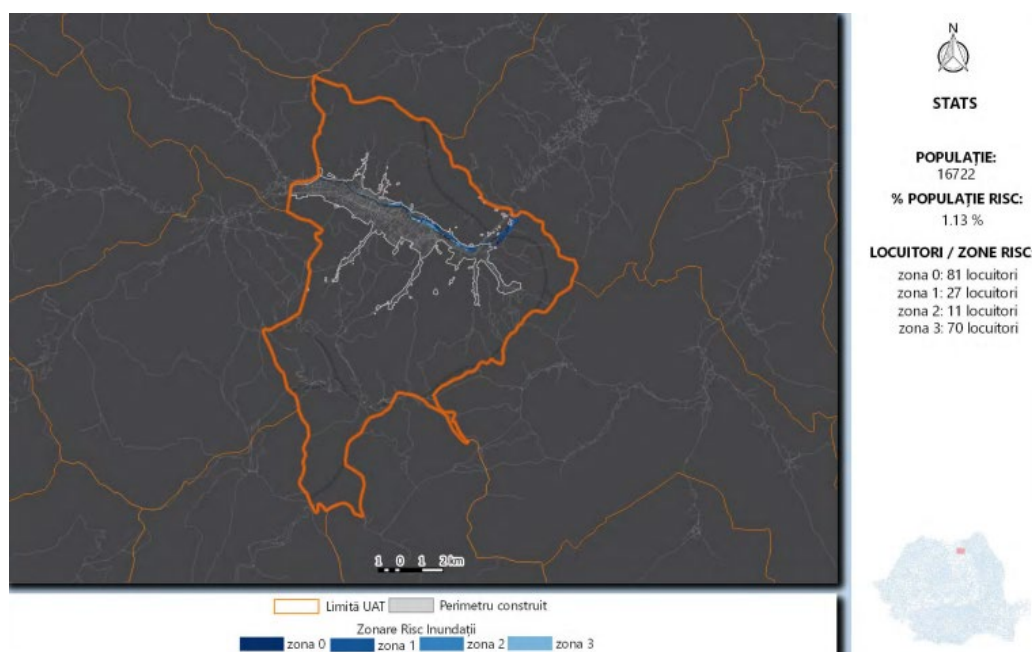 N
STATS
POPULAȚIE:
16722
% POPULAȚIE RISC:
1.13 %
LOCUITORI / ZONE RISC:
zona 0: 81 locuitori
zona 1: 27 locuitori
zona 2: 11 locuitori
zona 3: 70 locuitori
1 0 1 2 km
Limită UAT Perimetru construit
Zonare Risc Inundații
zona 0 zona 1 zona 2 zona 3